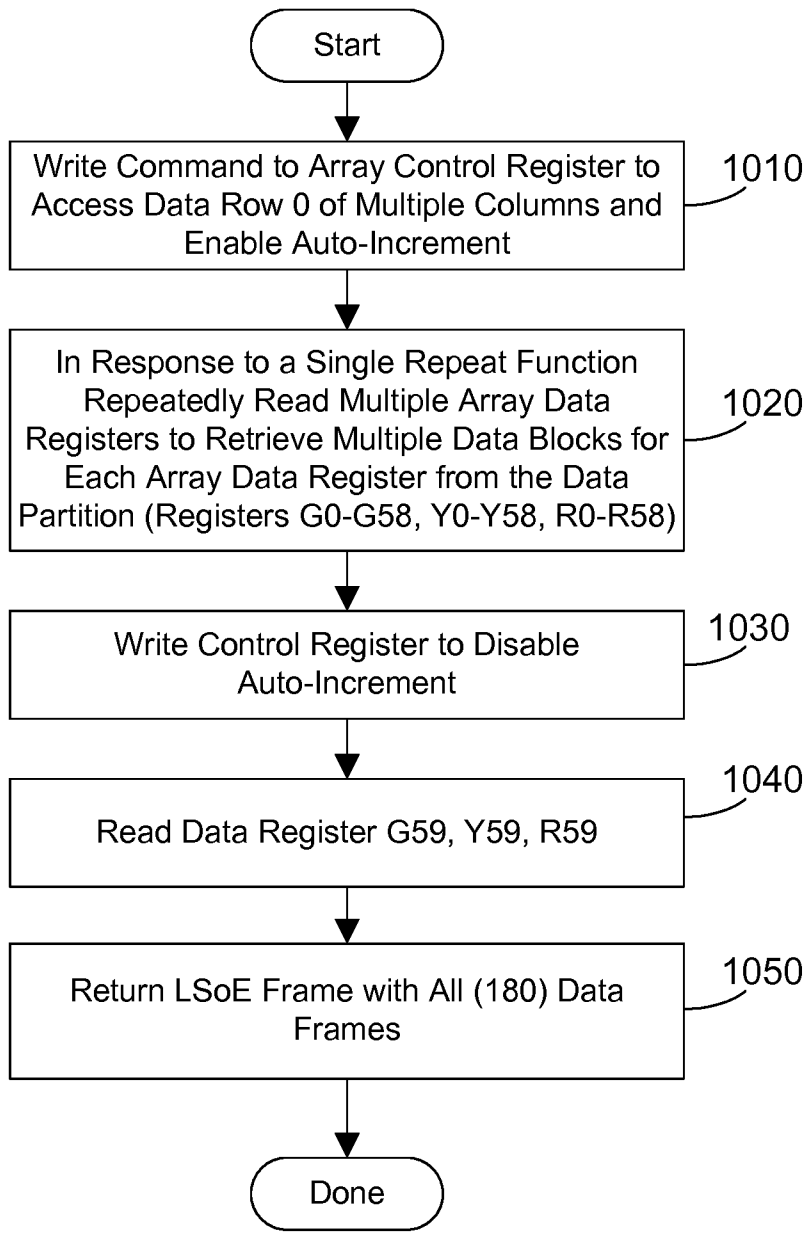 Start
Write Command to Array Control Register to
Access Data Row 0 of Multiple Columns and
Enable Auto-Increment
1010
In Response to a Single Repeat Function
Repeatedly Read Multiple Array Data
Registers to Retrieve Multiple Data Blocks for
Each Array Data Register from the Data
Partition (Registers G0-G58, Y0-Y58, R0-R58)
1020
Write Control Register to Disable
Auto-Increment
1030
Read Data Register G59, Y59, R59
1040
Return LSoE Frame with All (180) Data
Frames
1050
Done